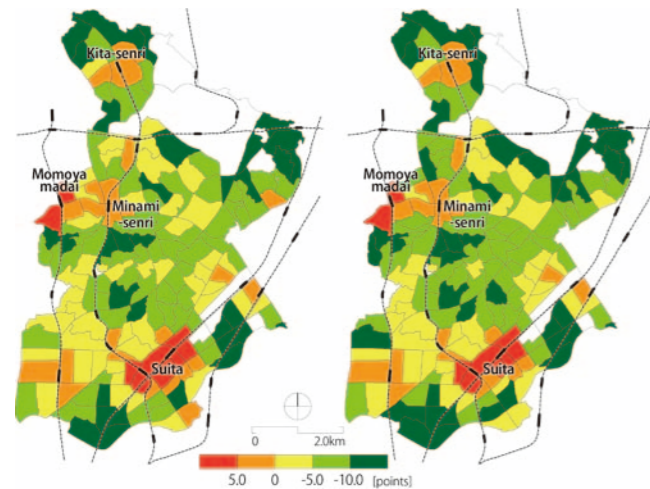 Kita-senri
Momoya
madai
Minami
-senri
Suita
Kita-senri
Momoya
madai
Minami
-senri
Suita
0 2.0km
5.0 0 -5.0 -10.0 [points]